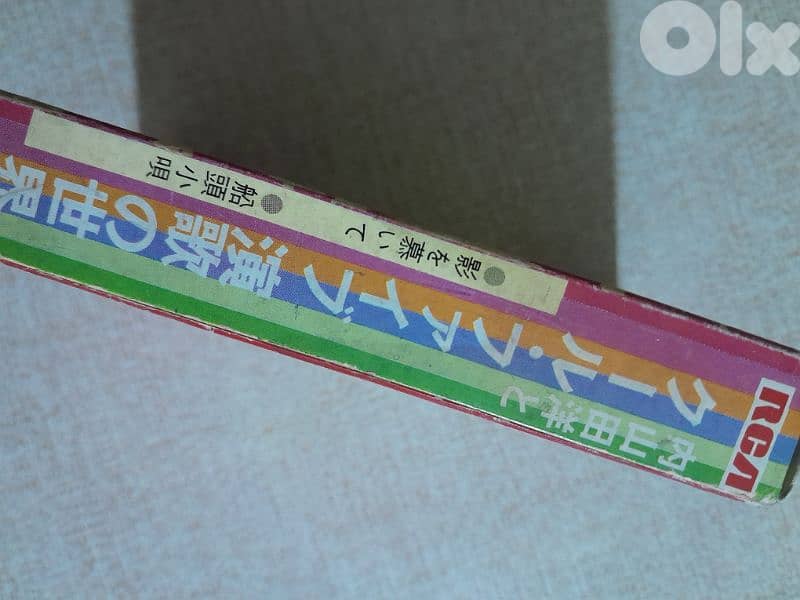 Olx
RCA
内山田洋と
クール・ファイブ
演歌の世界
●影を慕いて
●船頭小唄